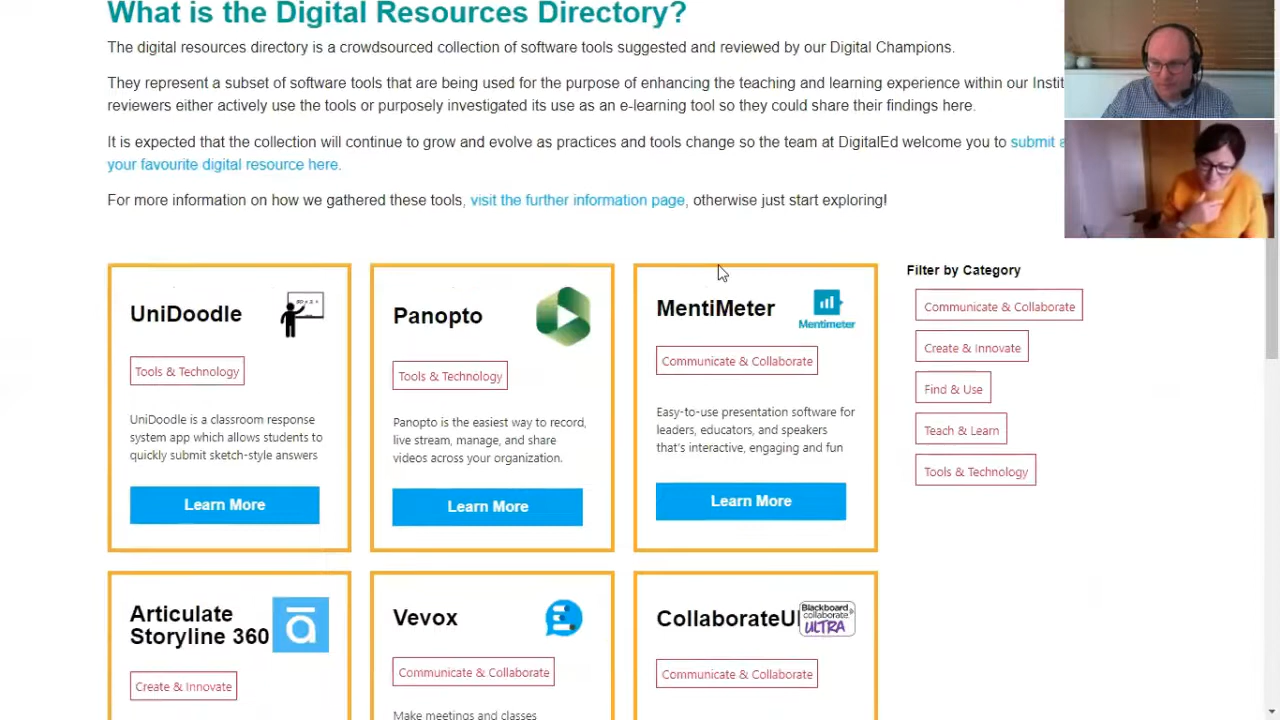 What is the Digital Resources Directory?
The digital resources directory is a crowdsourced collection of software tools suggested and reviewed by our Digital Champions.
They represent a subset of software tools that are being used for the purpose of enhancing the teaching and learning experience within our
reviewers either actively use the tools or purposely investigated its use as an e-learning tool so they could share their findings here.
It is expected that the collection will continue to grow and evolve as practices and tools change so the team at DigitalEd welcome you to submit
your favourite digital resource here.
For more information on how we gathered these tools, visit the further information page, otherwise just start exploring!
UniDoodle
Tools & Technology
UniDoodle is a classroom response
system app which allows students to
quickly submit sketch-style answers
Learn More
Panopto
Tools & Technology
Panopto is the easiest way to record,
live stream, manage, and share
videos across your organization.
Learn More
MentiMeter
Mentimeter
Communicate & Collaborate
Easy-to-use presentation software for
leaders, educators, and speakers
that's interactive, engaging and fun
Learn More
Filter by Category
Communicate & Collaborate
Create & Innovate
Find & Use
Teach & Learn
Tools & Technology
Articulate
Storyline 360
Create & Innovate
Vevox
Communicate & Collaborate
Make meetings and classes
CollaborateUl
Blackboard
collaborate
ULTRA
Communicate & Collaborate